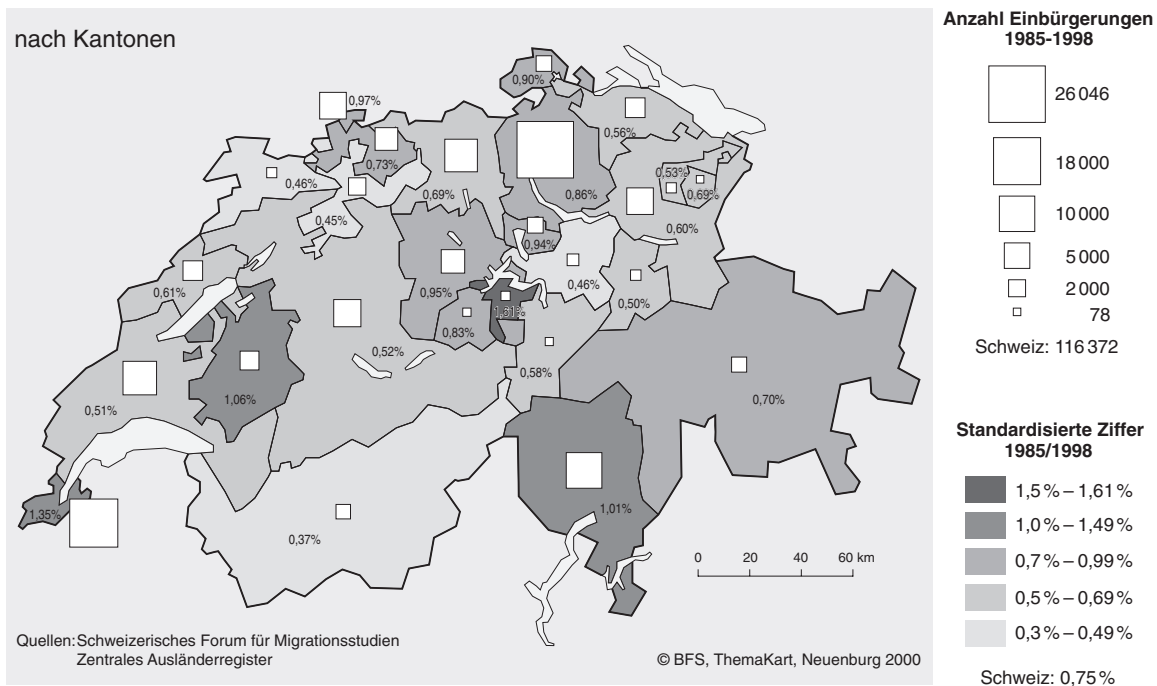 nach Kantonen
0,90%
0,97%
0,56%
0,73%
0,46%
0,53%
0,69%
0,69%
0,86%
0,45%
0,60%
0,94%
0,61%
0,95%
0,46%
0,50%
1,61%
0,83%
0,52%
0,58%
1,06%
0,70%
0,51%
1,35%
1,01%
0,37%
0 20 40 60 km
Quellen: Schweizerisches Forum für Migrationsstudien
Zentrales Ausländerregister
© BFS, ThemaKart, Neuenburg 2000
Anzahl Einbürgerungen
1985-1998
26 046
18 000
10 000
5 000
2 000
78
Schweiz: 116 372
Standardisierte Ziffer
1985/1998
1,5 % – 1,61 %
1,0 % – 1,49 %
0,7 % – 0,99 %
0,5 % – 0,69 %
0,3 % – 0,49 %
Schweiz: 0,75 %